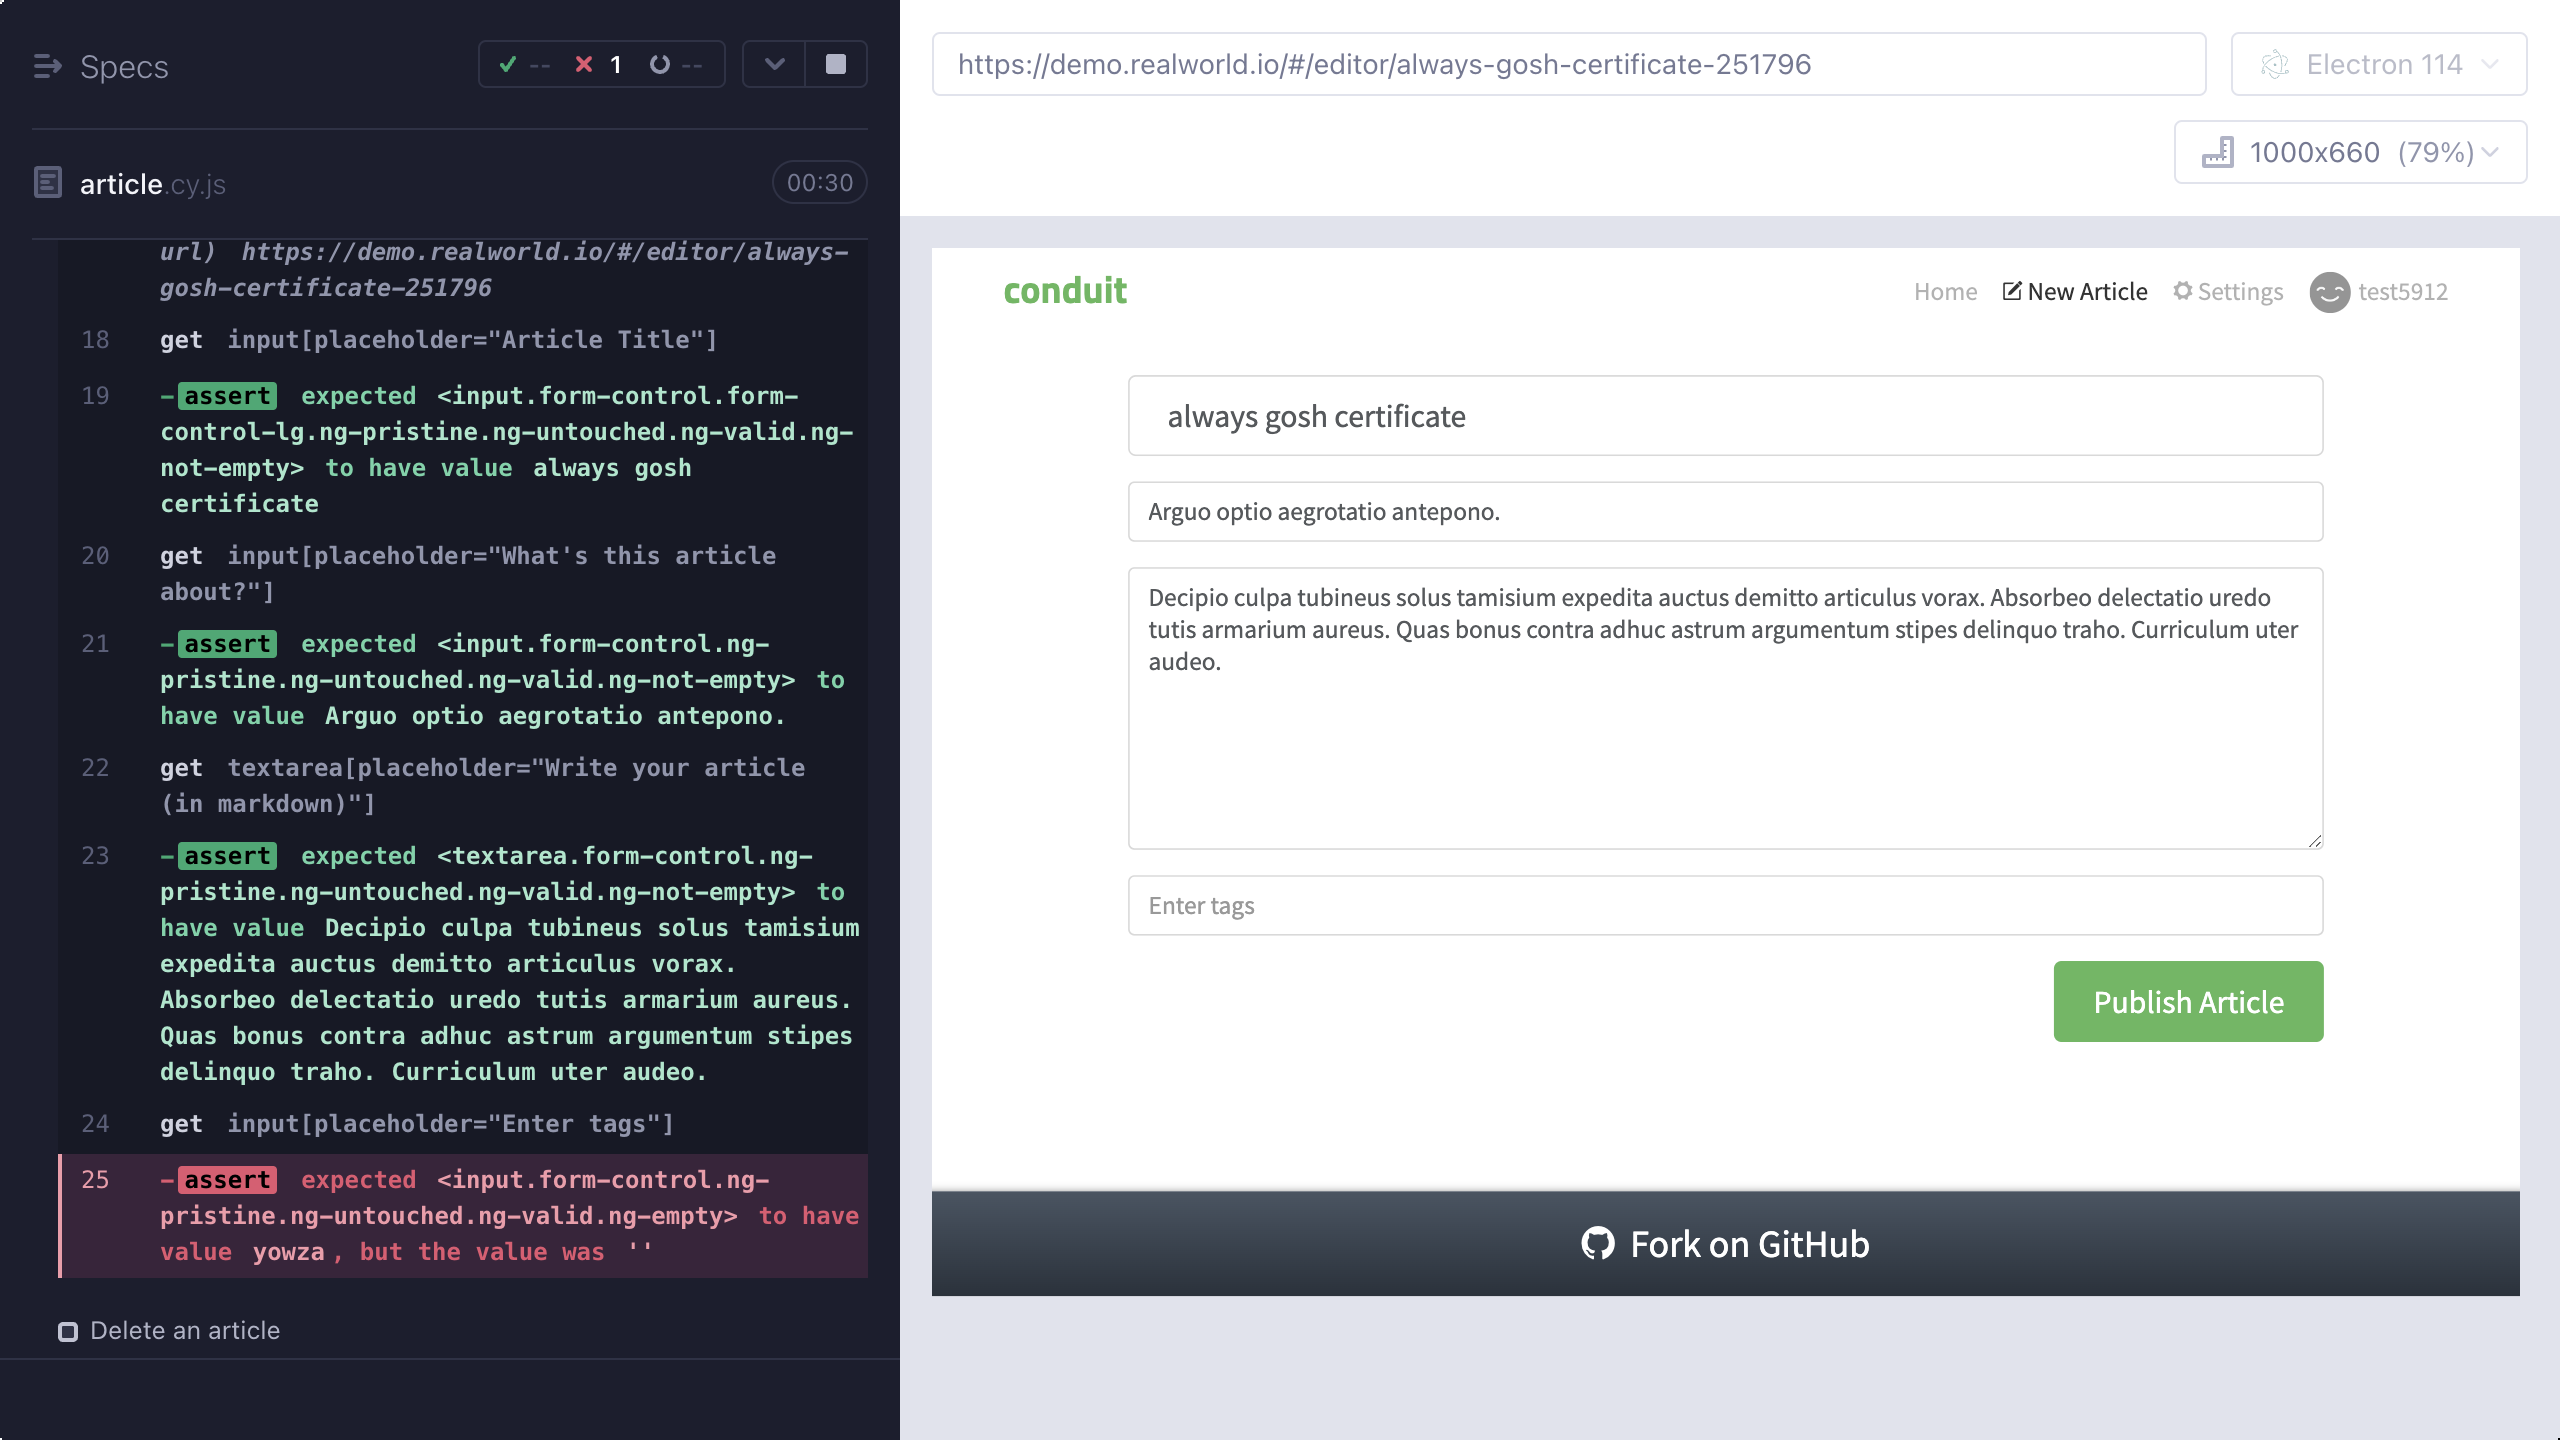 Specs
-- 1 --
article.cy.js
00:30
url) https://demo.realworld.io/#/editor/always-
gosh-certificate-251796
18 get input[placeholder="Article Title"]
19 -assert expected <input.form-control.form-
control-lg.ng-pristine.ng-untouched.ng-valid.ng-
not-empty> to have value always gosh
certificate
20 get input[placeholder="What's this article
about?"]
21 -assert expected <input.form-control.ng-
pristine.ng-untouched.ng-valid.ng-not-empty> to
have value Arguo optio aegrotatio antepono.
22 get textarea[placeholder="Write your article
(in markdown)"]
23 -assert expected <textarea.form-control.ng-
pristine.ng-untouched.ng-valid.ng-not-empty> to
have value Decipio culpa tubineus solus tamisium
expedita auctus demitto articulus vorax.
Absorbeo delectatio uredo tutis armarium aureus.
Quas bonus contra adhuc astrum argumentum stipes
delinquo traho. Curriculum uter audeo.
24 get input[placeholder="Enter tags"]
25 -assert expected <input.form-control.ng-
pristine.ng-untouched.ng-valid.ng-empty> to have
value yowza, but the value was ''
Delete an article
https://demo.realworld.io/#/editor/always-gosh-certificate-251796
Electron 114
1000x660 (79%)
conduit
Home New Article Settings test5912
always gosh certificate
Arguo optio aegrotatio antepono.
Decipio culpa tubineus solus tamisium expedita auctus demitto articulus vorax. Absorbeo delectatio uredo
tutis armarium aureus. Quas bonus contra adhuc astrum argumentum stipes delinquo traho. Curriculum uter
audeo.
Enter tags
Publish Article
Fork on GitHub